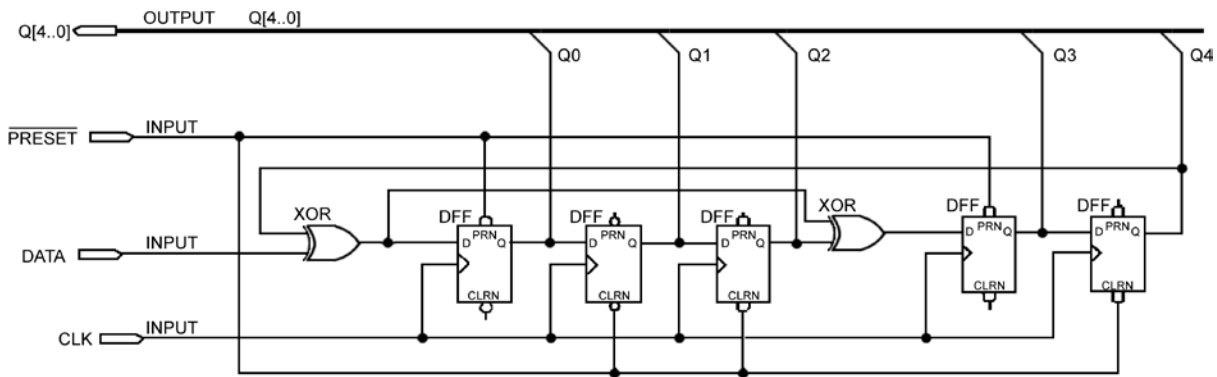 Q[4..0] OUTPUT Q[4..0]
Q0 Q1 Q2 Q3 Q4
PRESET INPUT
XOR DFF DFF DFF XOR DFF DFF
D PRN Q D PRN Q D PRN Q D PRN Q D PRN Q
DATA INPUT
CLRN CLRN CLRN CLRN CLRN
CLK INPUT